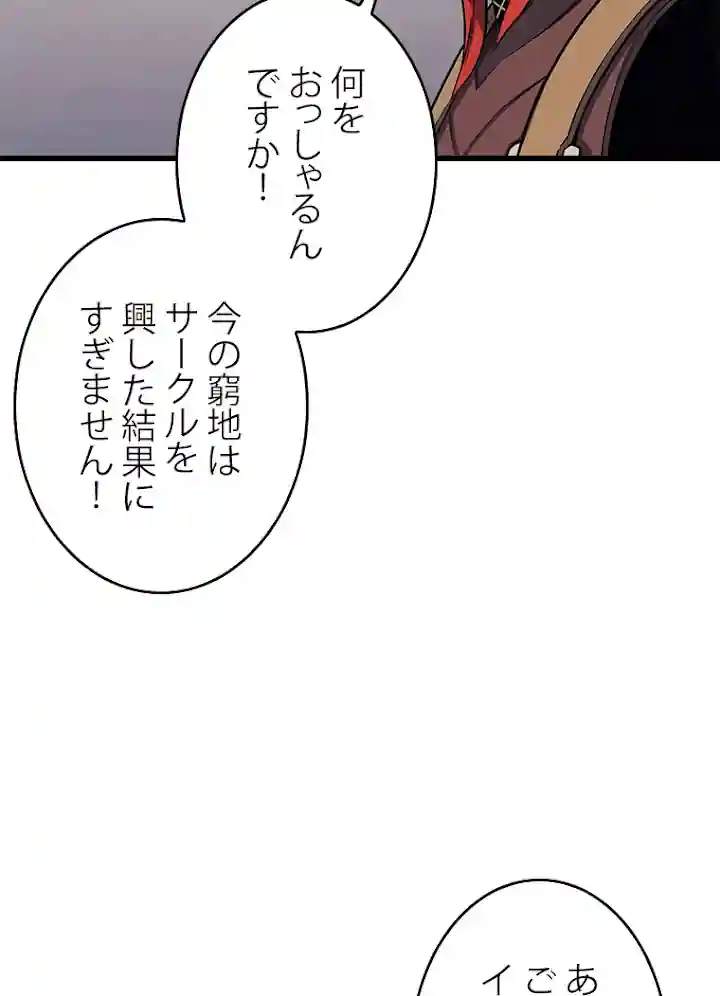 何を
おっしゃるん
ですか!
今の窮地は
サークルを
興した結果に
すぎません!
あ
ご
イ